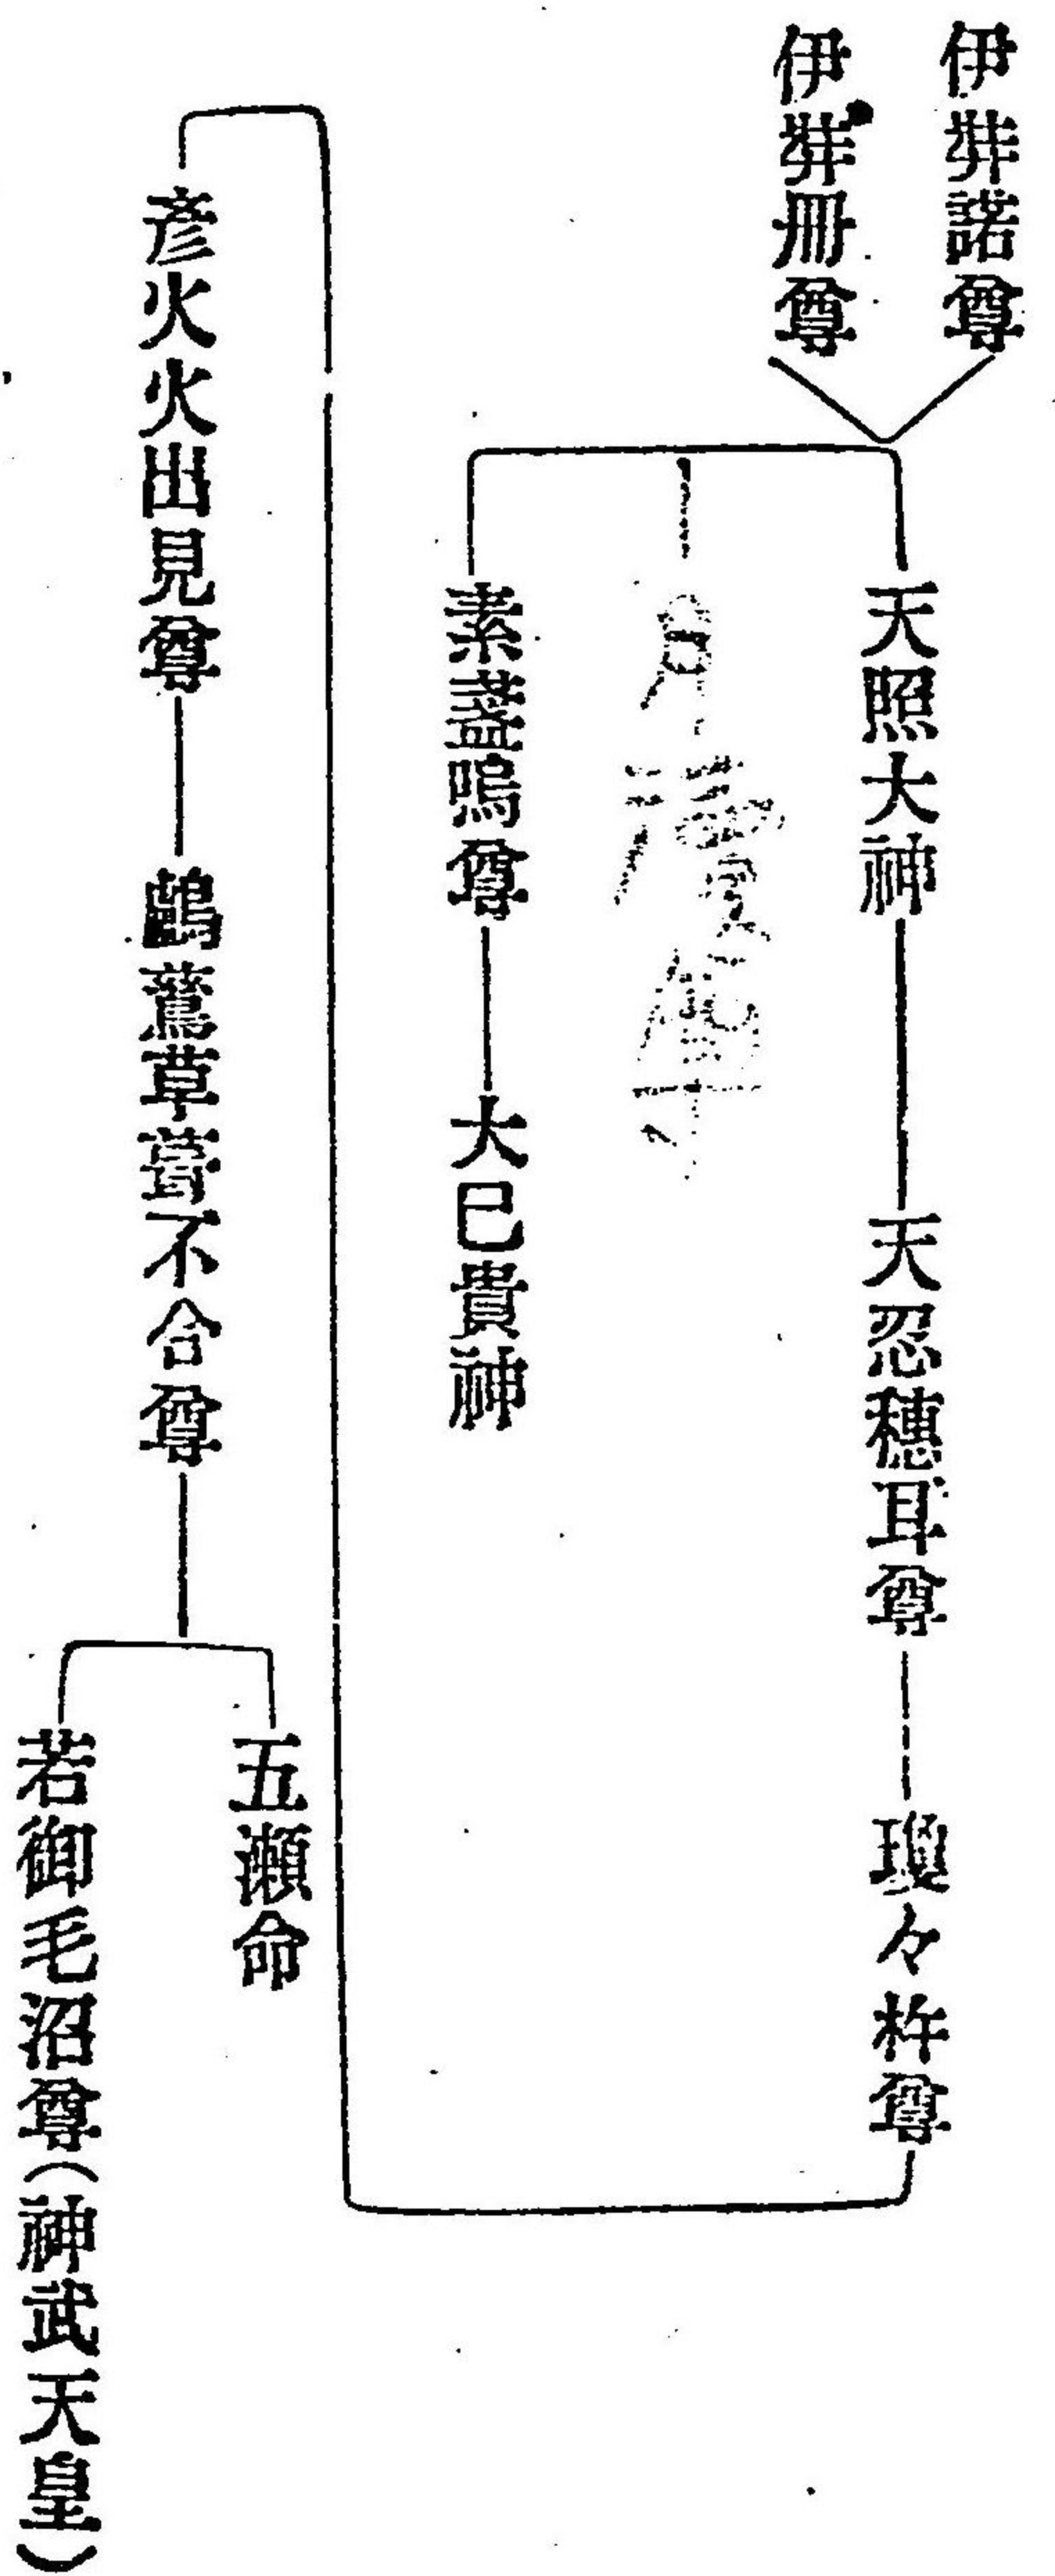 伊弉諾尊
伊弉册尊
天照大神
天忍穗耳尊
瓊々杵尊
素盞嗚尊
大巳貴神
彦火火出見尊
鸕鷀草葺不合尊
五瀬命
若御毛沼尊(神武天皇)